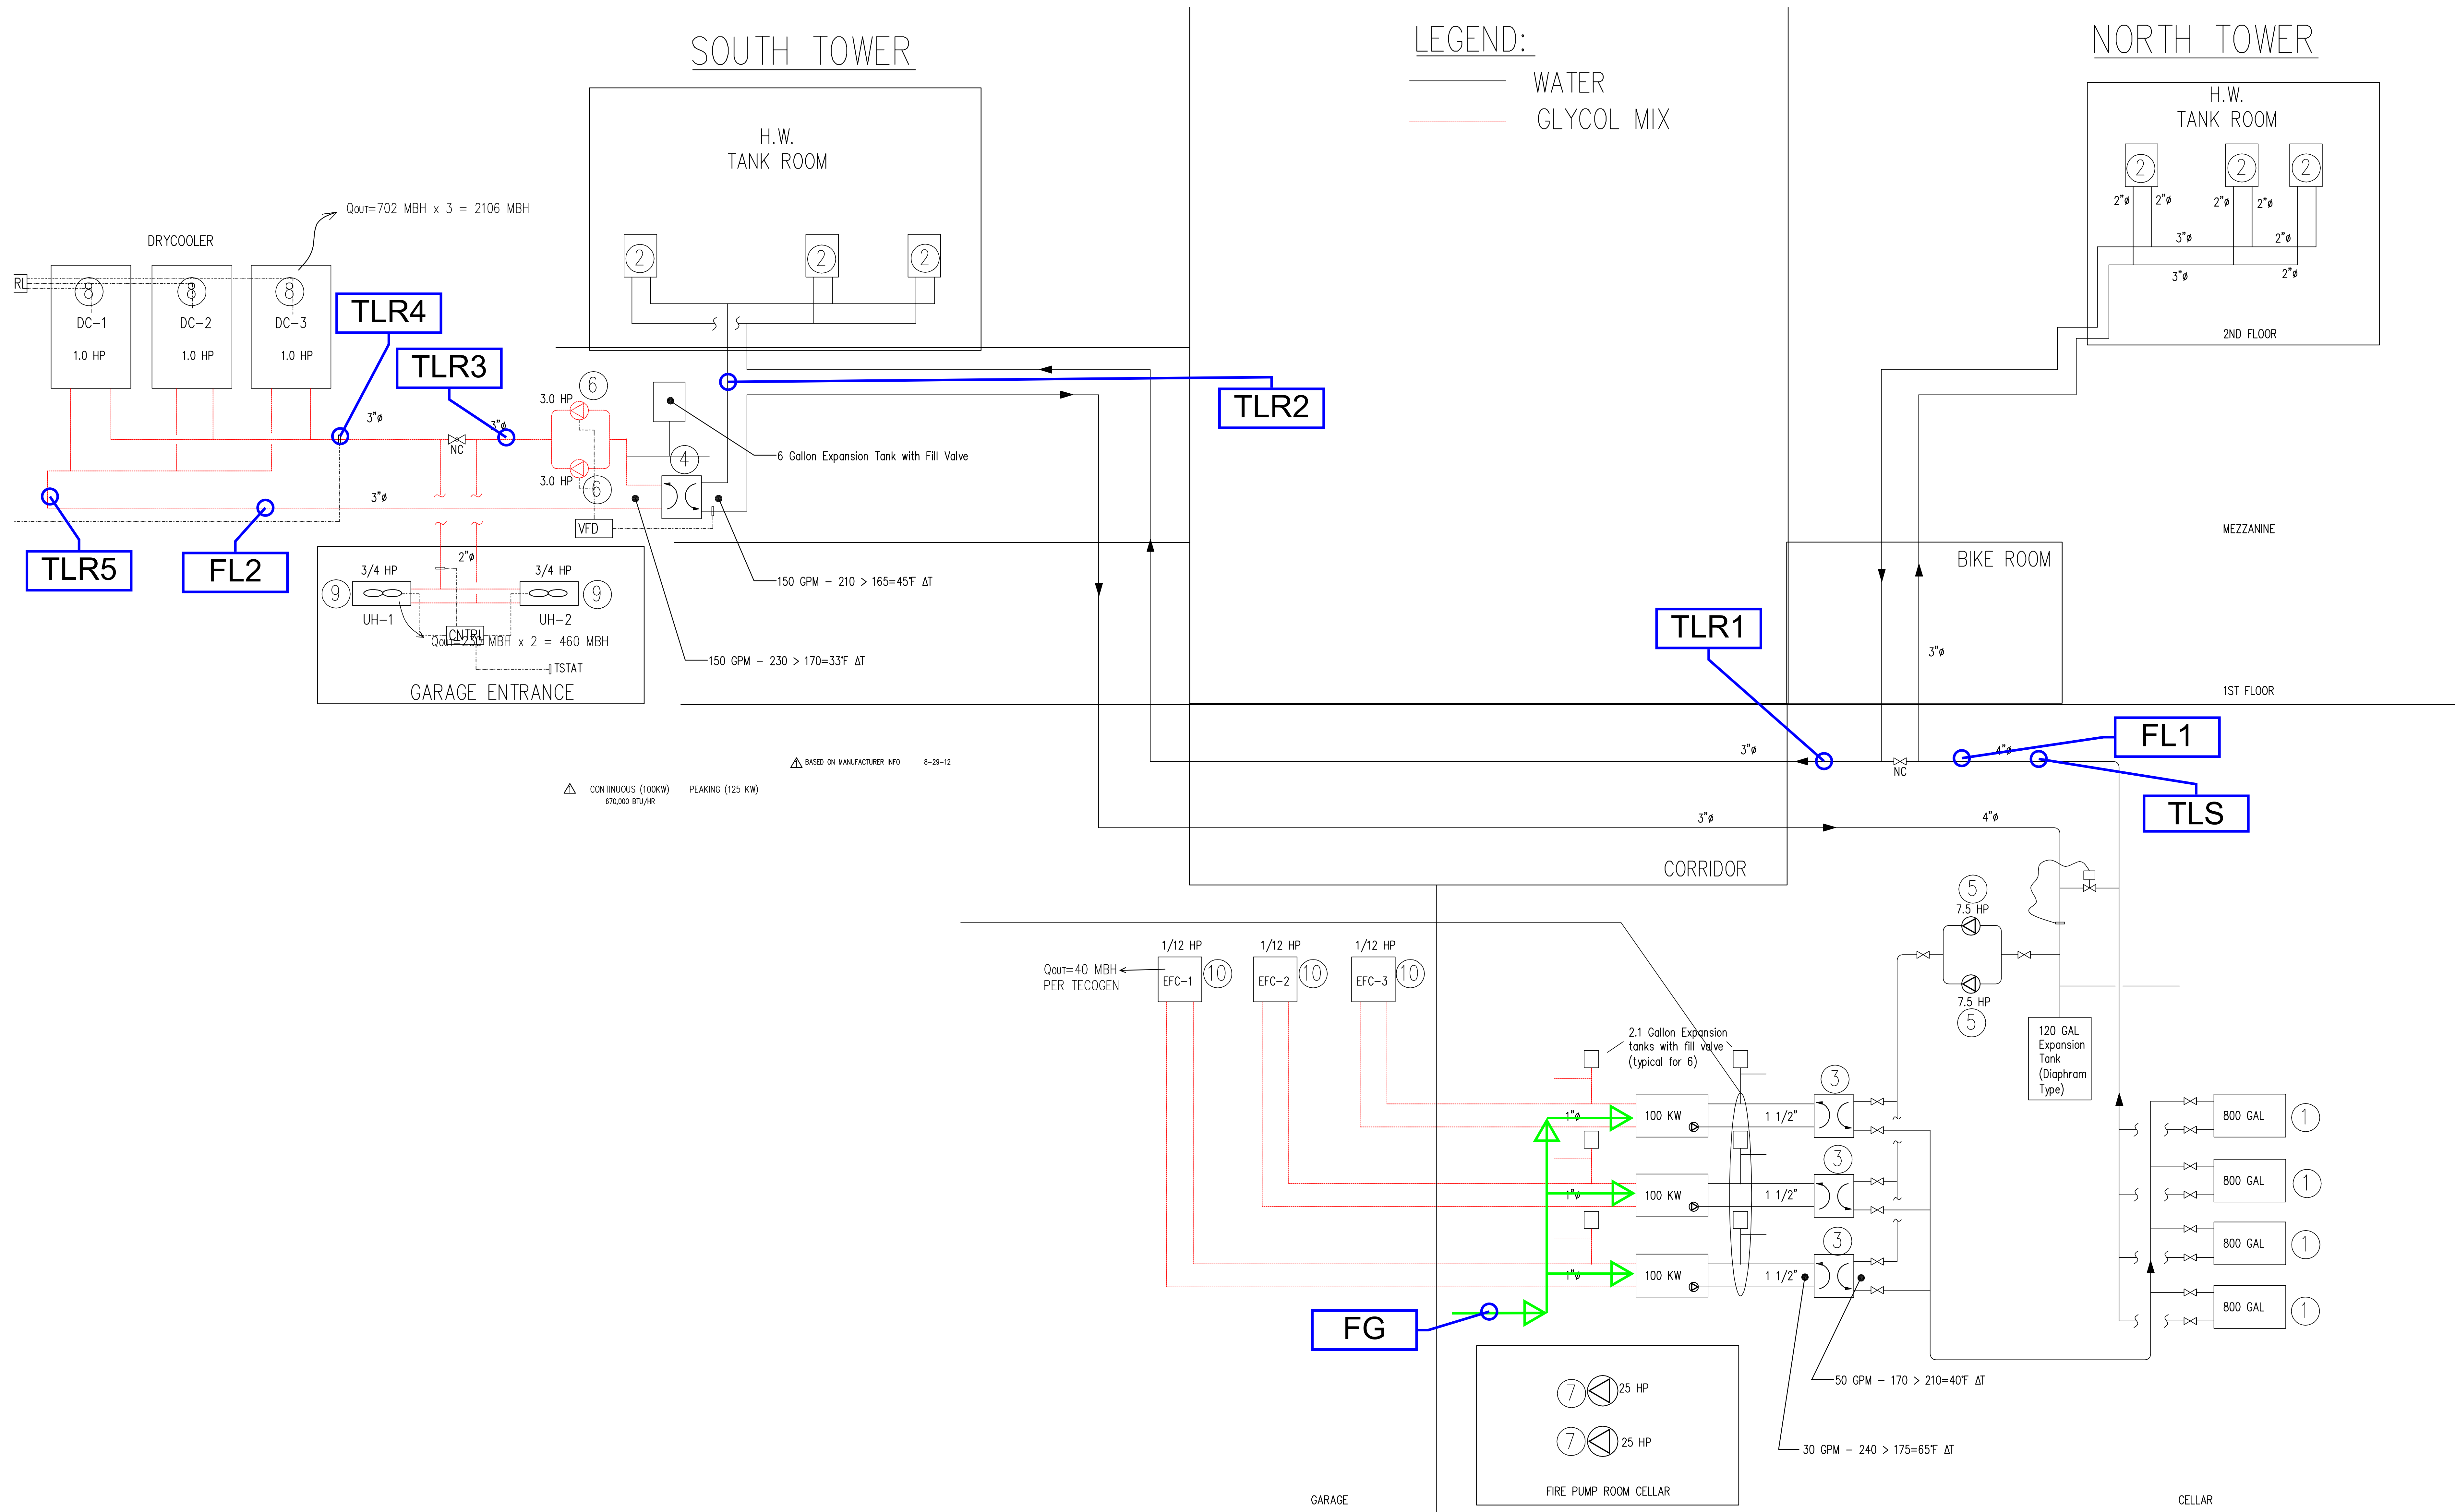 SOUTH TOWER
LEGEND:
WATER
GLYCOL MIX
NORTH TOWER
H.W.
TANK ROOM
2
2
2
2"ø
2"ø
2"ø
2"ø
3"ø
2"ø
3"ø
2"ø
2ND FLOOR
H.W.
TANK ROOM
2
2
2
QOUT=702 MBH x 3 = 2106 MBH
DRYCOOLER
RL
8
8
8
DC-1
DC-2
DC-3
1.0 HP
1.0 HP
1.0 HP
TLR4
TLR3
TLR2
3"ø
3"ø
NC
3.0 HP
6
3.0 HP
6
4
6 Gallon Expansion Tank with Fill Valve
3"ø
VFD
TLR5
FL2
150 GPM - 210 > 165=45°F ΔT
150 GPM - 230 > 170=33°F ΔT
2"ø
3/4 HP
3/4 HP
9
9
UH-1
UH-2
CNTRL
QOUT=230 MBH x 2 = 460 MBH
TSTAT
GARAGE ENTRANCE
MEZZANINE
BIKE ROOM
TLR1
3"ø
1ST FLOOR
FL1
3"ø
4"ø
NC
TLS
BASED ON MANUFACTURER INFO 8-29-12
CONTINUOUS (100KW) PEAKING (125 KW)
670,000 BTU/HR
3"ø
4"ø
CORRIDOR
5
7.5 HP
7.5 HP
5
1/12 HP
1/12 HP
1/12 HP
QOUT=40 MBH
PER TECOGEN
EFC-1
10
EFC-2
10
EFC-3
10
2.1 Gallon Expansion
tanks with fill valve
(typical for 6)
120 GAL
Expansion
Tank
(Diaphram
Type)
3
1"ø
100 KW
1 1/2"
800 GAL
1
3
1"ø
100 KW
1 1/2"
800 GAL
1
3
800 GAL
1
1"ø
100 KW
1 1/2"
800 GAL
1
FG
50 GPM - 170 > 210=40°F ΔT
7
25 HP
7
25 HP
30 GPM - 240 > 175=65°F ΔT
FIRE PUMP ROOM CELLAR
GARAGE
CELLAR